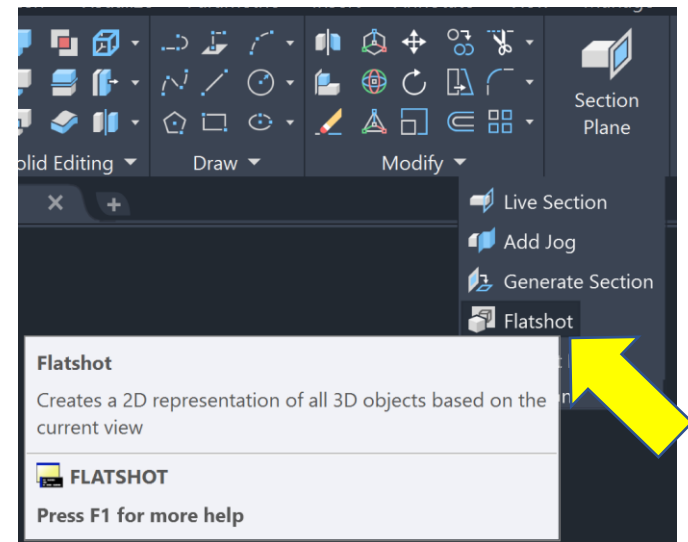 Solid Editing
Draw
Modify
Section
Plane
Live Section
Add Jog
Generate Section
Flatshot
Flatshot
Creates a 2D representation of all 3D objects based on the
current view
FLATSHOT
Press F1 for more help